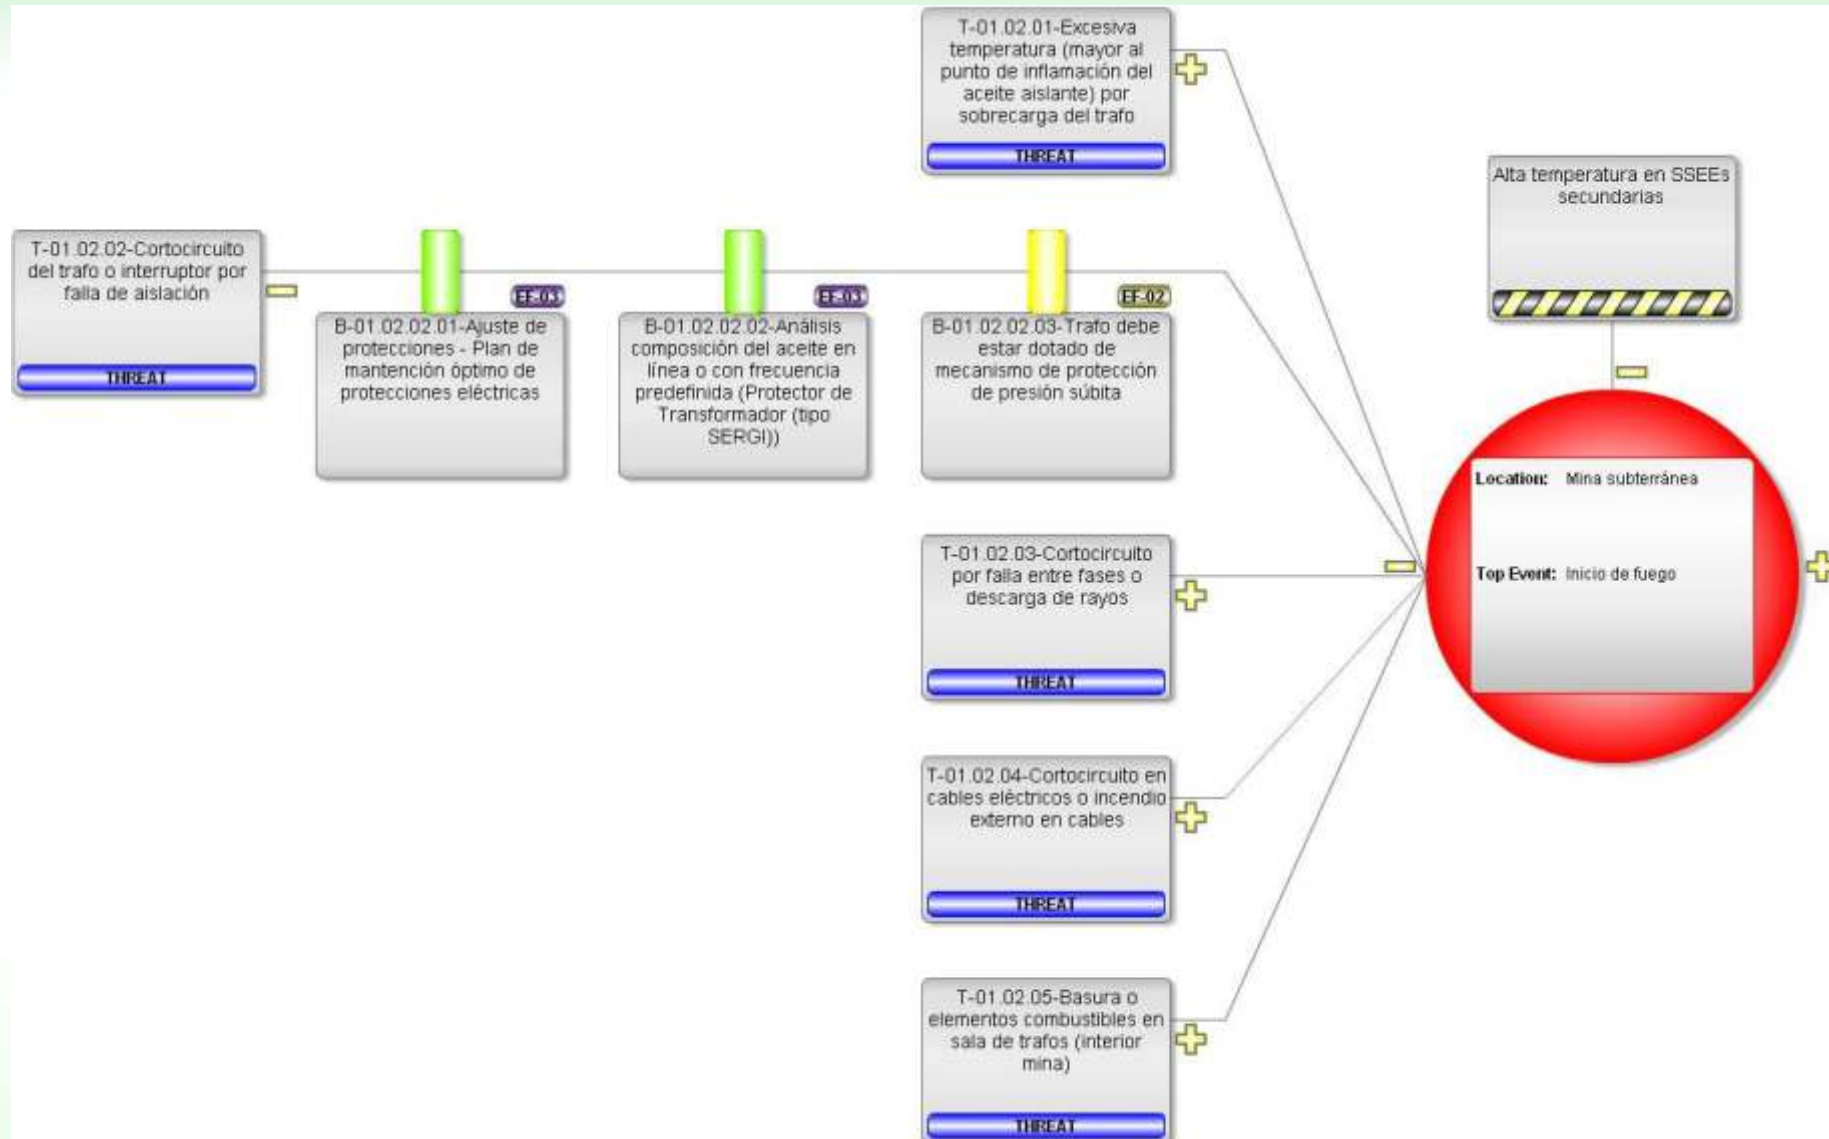 T-01.02.01-Excesiva
temperatura (mayor al
punto de inflamación del
aceite aislante) por
sobrecarga del trafo
THREAT
Alta temperatura en SSEEs
secundarias
T-01.02.02-Cortocircuito
del trafo o interruptor por
falla de aislación
THREAT
EF-03
B-01.02.02.01-Ajuste de
protecciones - Plan de
mantención óptimo de
protecciones eléctricas
EF-03
B-01.02.02.02-Análisis
composición del aceite en
línea o con frecuencia
predefinida (Protector de
Transformador (tipo
SERGI))
EF-02
B-01.02.02.03-Trafo debe
estar dotado de
mecanismo de protección
de presión súbita
Location: Mina subterránea
Top Event: Inicio de fuego
T-01.02.03-Cortocircuito
por falla entre fases o
descarga de rayos
THREAT
T-01.02.04-Cortocircuito en
cables eléctricos o incendio
externo en cables
THREAT
T-01.02.05-Basura o
elementos combustibles en
sala de trafos (interior
mina)
THREAT